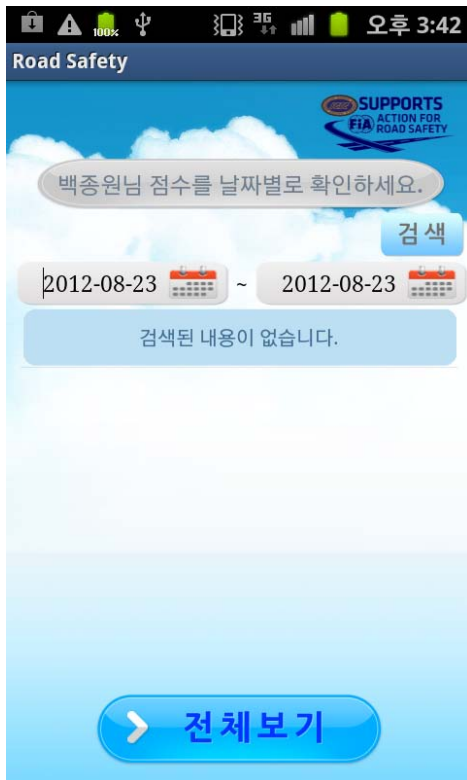 100%
3G
오후 3:42
Road Safety
SUPPORTS
FiA ACTION FOR
ROAD SAFETY
백종원님 점수를 날짜별로 확인하세요.
검색
2012-08-23 ~ 2012-08-23
검색된 내용이 없습니다.
전체보기